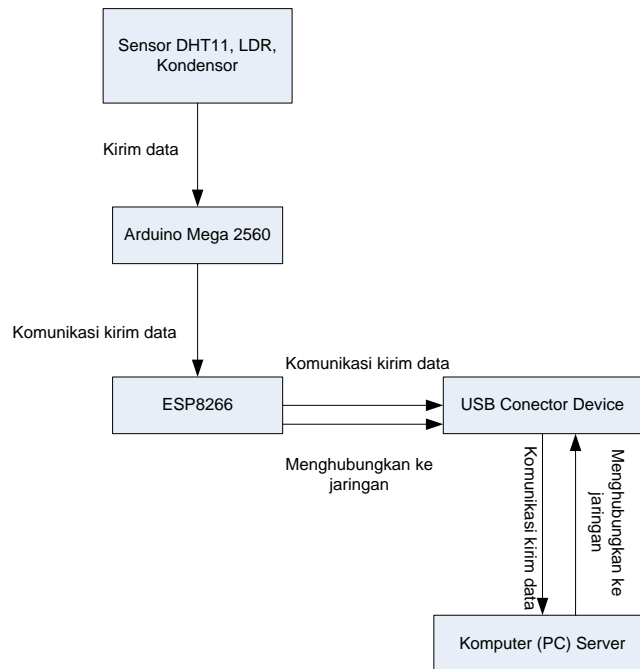 Sensor DHT11, LDR,
Kondensor
Kirim data
Arduino Mega 2560
Komunikasi kirim data
Komunikasi kirim data
ESP8266
USB Conector Device
Menghubungkan ke
jaringan
Komunikasi kirim data
Menghubungkan ke
jaringan
Komputer (PC) Server